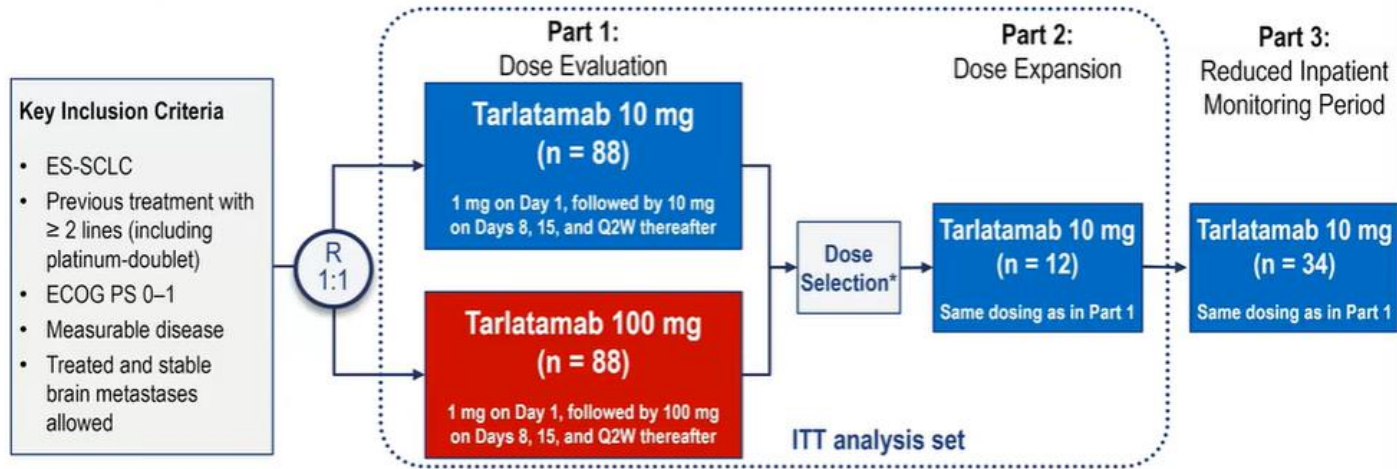 Key Inclusion Criteria
• ES-SCLC
• Previous treatment with
≥ 2 lines (including
platinum-doublet)
• ECOG PS 0–1
• Measurable disease
• Treated and stable
brain metastases
allowed
R
1:1
Part 1:
Dose Evaluation
Tarlatamab 10 mg
(n = 88)
1 mg on Day 1, followed by 10 mg
on Days 8, 15, and Q2W thereafter
Tarlatamab 100 mg
(n = 88)
1 mg on Day 1, followed by 100 mg
on Days 8, 15, and Q2W thereafter
Dose
Selection*
Part 2:
Dose Expansion
Tarlatamab 10 mg
(n = 12)
Same dosing as in Part 1
ITT analysis set
Part 3:
Reduced Inpatient
Monitoring Period
Tarlatamab 10 mg
(n = 34)
Same dosing as in Part 1